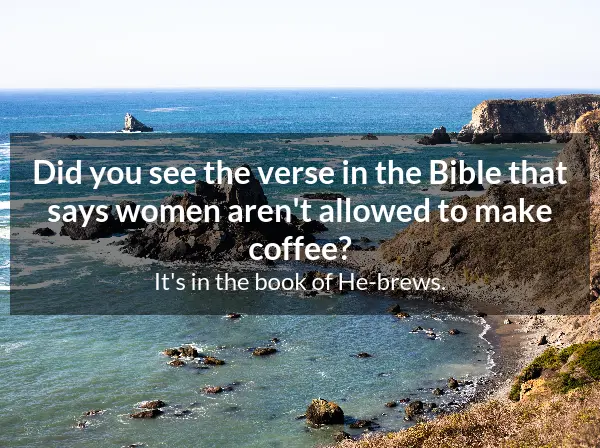 Did you see the verse in the Bible that
says women aren't allowed to make
coffee?
It's in the book of He-brews.